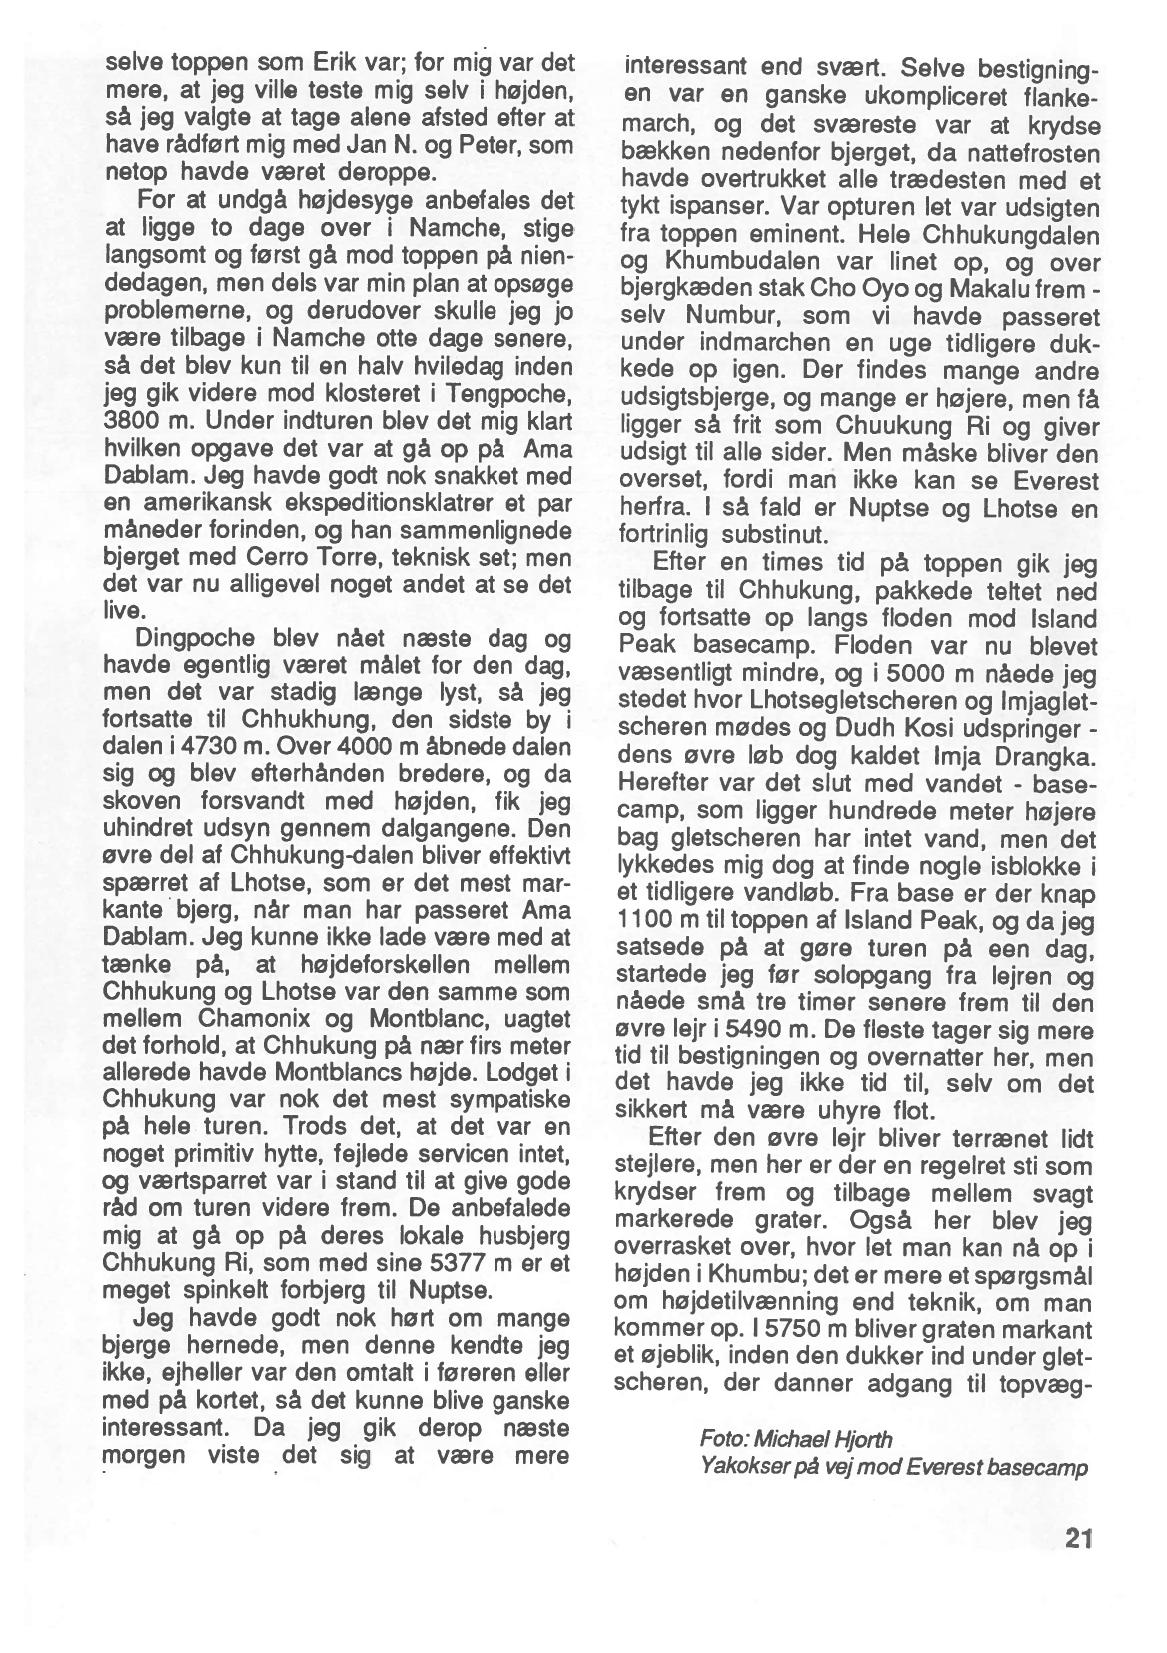 selve toppen som Erik var; for mig var det
mere, at jeg ville teste mig selv i højden,
så jeg valgte at tage alene afsted efter at
have rådført mig med Jan N. og Peter, som
netop havde været deroppe.
For at undgå højdesyge anbefales det
at ligge to dage over i Namche, stige
langsomt og først gå mod toppen på nien-
dedagen, men dels var min plan at opsøge
problemerne, og derudover skulle jeg jo
være tilbage i Namche otte dage senere,
så det blev kun til en halv hviledag inden
jeg gik videre mod klosteret i Tengpoche,
3800 m. Under indturen blev det mig klart
hvilken opgave det var at gå op på Ama
Dablam. Jeg havde godt nok snakket med
en amerikansk ekspeditionsklatrer et par
måneder forinden, og han sammenlignede
bjerget med Cerro Torre, teknisk set; men
det var nu alligevel noget andet at se det
live.
Dingpoche blev nået næste dag og
havde egentlig været målet for den dag,
men det var stadig længe lyst, så jeg
fortsatte til Chhukhung, den sidste by i
dalen i 4730 m. Over 4000 m åbnede dalen
sig og blev efterhånden bredere, og da
skoven forsvandt med højden, fik jeg
uhindret udsyn gennem dalgangene. Den
øvre del af Chhukung-dalen bliver effektivt
spærret af Lhotse, som er det mest mar-
kante bjerg, når man har passeret Ama
Dablam. Jeg kunne ikke lade være med at
tænke på, at højdeforskellen mellem
Chhukung og Lhotse var den samme som
mellem Chamonix og Montblanc, uagtet
det forhold, at Chhukung på nær firs meter
allerede havde Montblancs højde. Lodget i
Chhukung var nok det mest sympatiske
på hele turen. Trods det, at det var en
noget primitiv hytte, fejlede servicen intet,
og værtsparret var i stand til at give gode
råd om turen videre frem. De anbefalede
mig at gå op på deres lokale husbjerg
Chhukung Ri, som med sine 5377 m er et
meget spinkelt forbjerg til Nuptse.
Jeg havde godt nok hørt om mange
bjerge hernede, men denne kendte jeg
ikke, ejheller var den omtalt i føreren eller
med på kortet, så det kunne blive ganske
interessant. Da jeg gik derop næste
morgen viste det sig at være mere
interessant end svært. Selve bestigning-
en var en ganske ukompliceret flanke-
march, og det sværeste var at krydse
bækken nedenfor bjerget, da nattefrosten
havde overtrukket alle trædesten med et
tykt ispanser. Var opturen let var udsigten
fra toppen eminent. Hele Chhukungdalen
og Khumbudalen var linet op, og over
bjergkæden stak Cho Oyo og Makalu frem -
selv Numbur, som vi havde passeret
under indmarchen en uge tidligere duk-
kede op igen. Der findes mange andre
udsigtsbjerge, og mange er højere, men få
ligger så frit som Chuukung Ri og giver
udsigt til alle sider. Men måske bliver den
overset, fordi man ikke kan se Everest
herfra. I så fald er Nuptse og Lhotse en
fortrinlig substinut.
Efter en times tid på toppen gik jeg
tilbage til Chhukung, pakkede teltet ned
og fortsatte op langs floden mod Island
Peak basecamp. Floden var nu blevet
væsentligt mindre, og i 5000 m nåede jeg
stedet hvor Lhotsegletscheren og Imjaglet-
scheren mødes og Dudh Kosi udspringer -
dens øvre løb dog kaldet Imja Drangka.
Herefter var det slut med vandet - base-
camp, som ligger hundrede meter højere
bag gletscheren har intet vand, men det
lykkedes mig dog at finde nogle isblokke i
et tidligere vandløb. Fra base er der knap
1100 m til toppen af Island Peak, og da jeg
satsede på at gøre turen på een dag,
startede jeg før solopgang fra lejren og
nåede små tre timer senere frem til den
øvre lejr i 5490 m. De fleste tager sig mere
tid til bestigningen og overnatter her, men
det havde jeg ikke tid til, selv om det
sikkert må være uhyre flot.
Efter den øvre lejr bliver terrænet lidt
stejlere, men her er der en regelret sti som
krydser frem og tilbage mellem svagt
markerede grater. Også her blev jeg
overrasket over, hvor let man kan nå op i
højden i Khumbu; det er mere et spørgsmål
om højdetilvænning end teknik, om man
kommer op. I 5750 m bliver graten markant
et øjeblik, inden den dukker ind under glet-
scheren, der danner adgang til topvæg-
Foto: Michael Hjorth
Yakokser på vej mod Everest basecamp
21